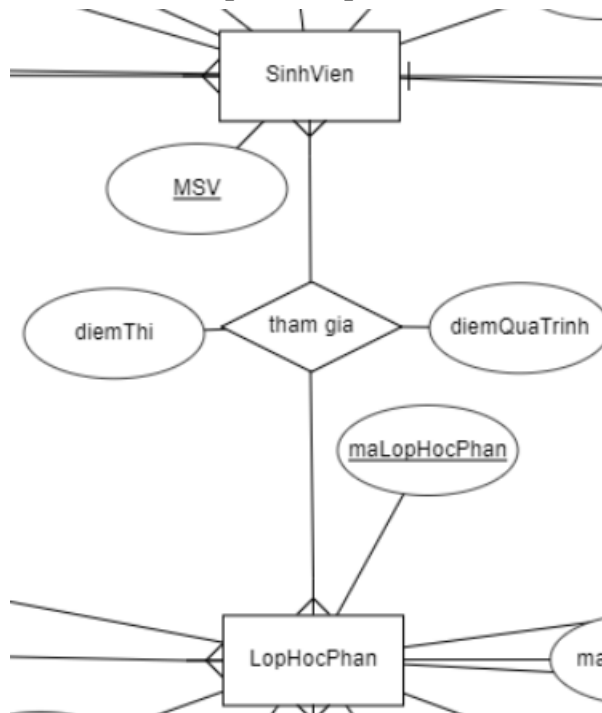 SinhVien
MSV
diemThi
tham gia
diemQuaTrinh
maLopHocPhan
LopHocPhan